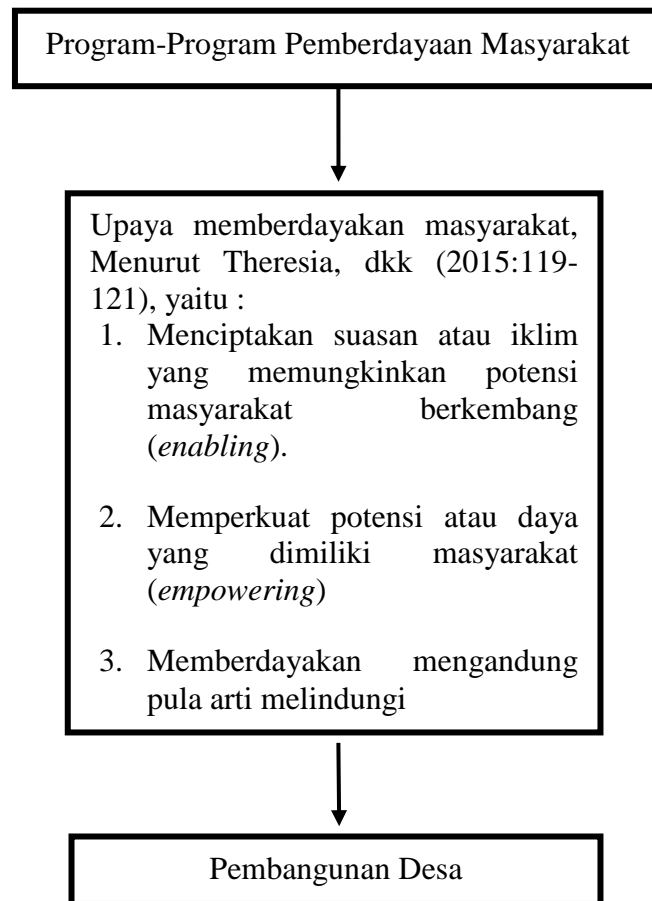 Program-Program Pemberdayaan Masyarakat
Upaya memberdayakan masyarakat,
Menurut Theresia, dkk (2015:119-
121), yaitu :
1. Menciptakan suasan atau iklim
yang memungkinkan potensi
masyarakat berkembang
(enabling).
2. Memperkuat potensi atau daya
yang dimiliki masyarakat
(empowering)
3. Memberdayakan mengandung
pula arti melindungi
Pembangunan Desa